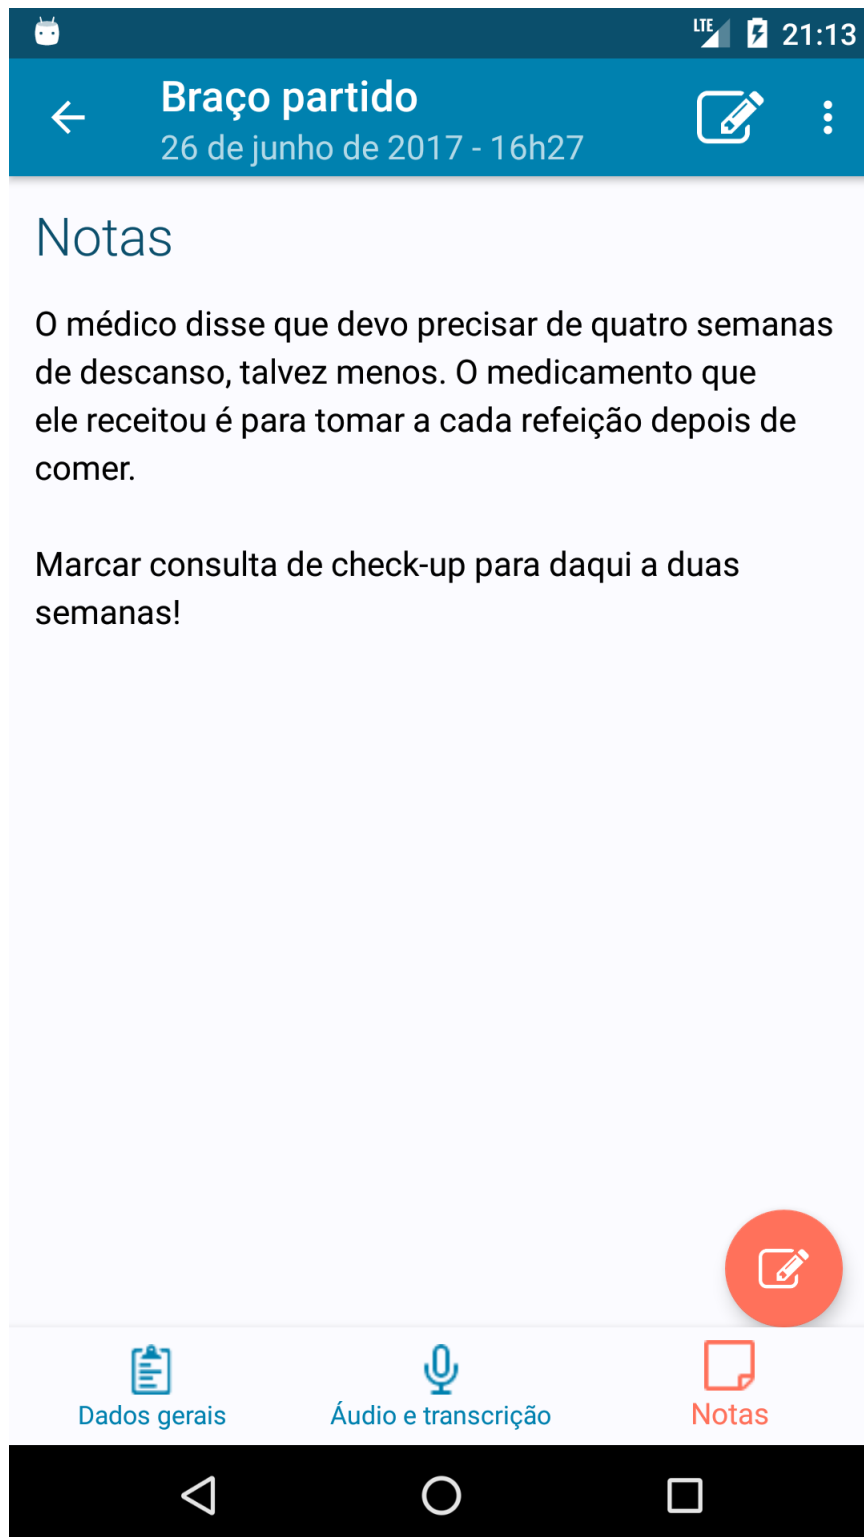 LTE 21:13
Braço partido
26 de junho de 2017 - 16h27
Notas
O médico disse que devo precisar de quatro semanas
de descanso, talvez menos. O medicamento que
ele receitou é para tomar a cada refeição depois de
comer.
Marcar consulta de check-up para daqui a duas
semanas!
Dados gerais
Áudio e transcrição
Notas